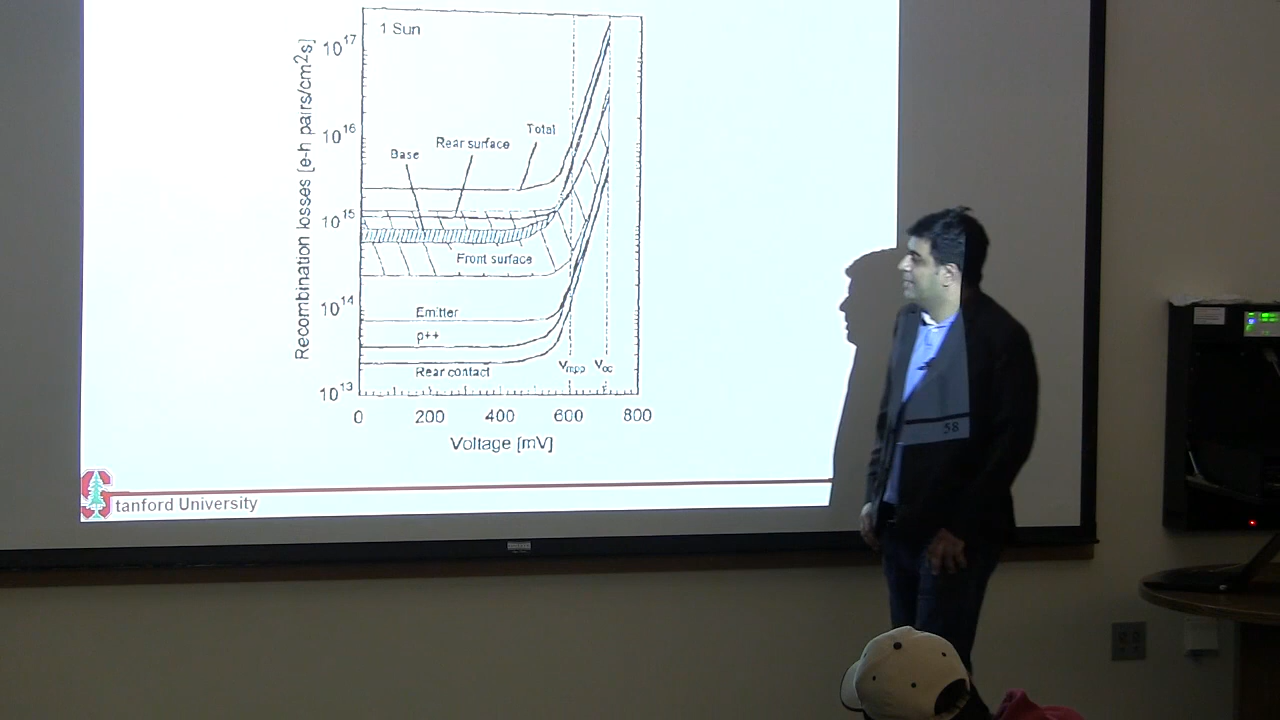 1 Sun
Recombination losses [e-h pairs/cm2s]
10^17
10^16
10^15
10^14
10^13
Total
Rear surface
Base
Front surface
Emitter
p++
Rear contact
Vmpp Voc
0 200 400 600 800
Voltage [mV]
58
Stanford University